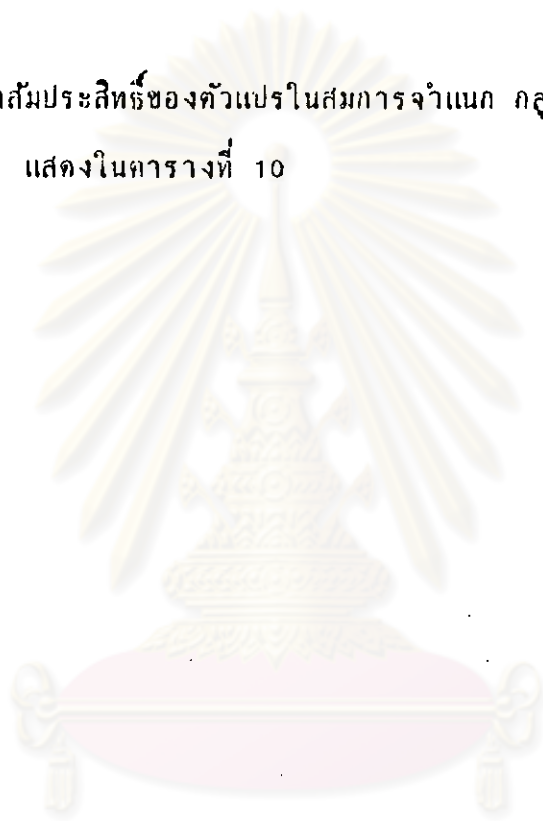 สัมประสิทธิ์ของตัวแปรในสมการจำแนก
แสดงในตารางที่ 10